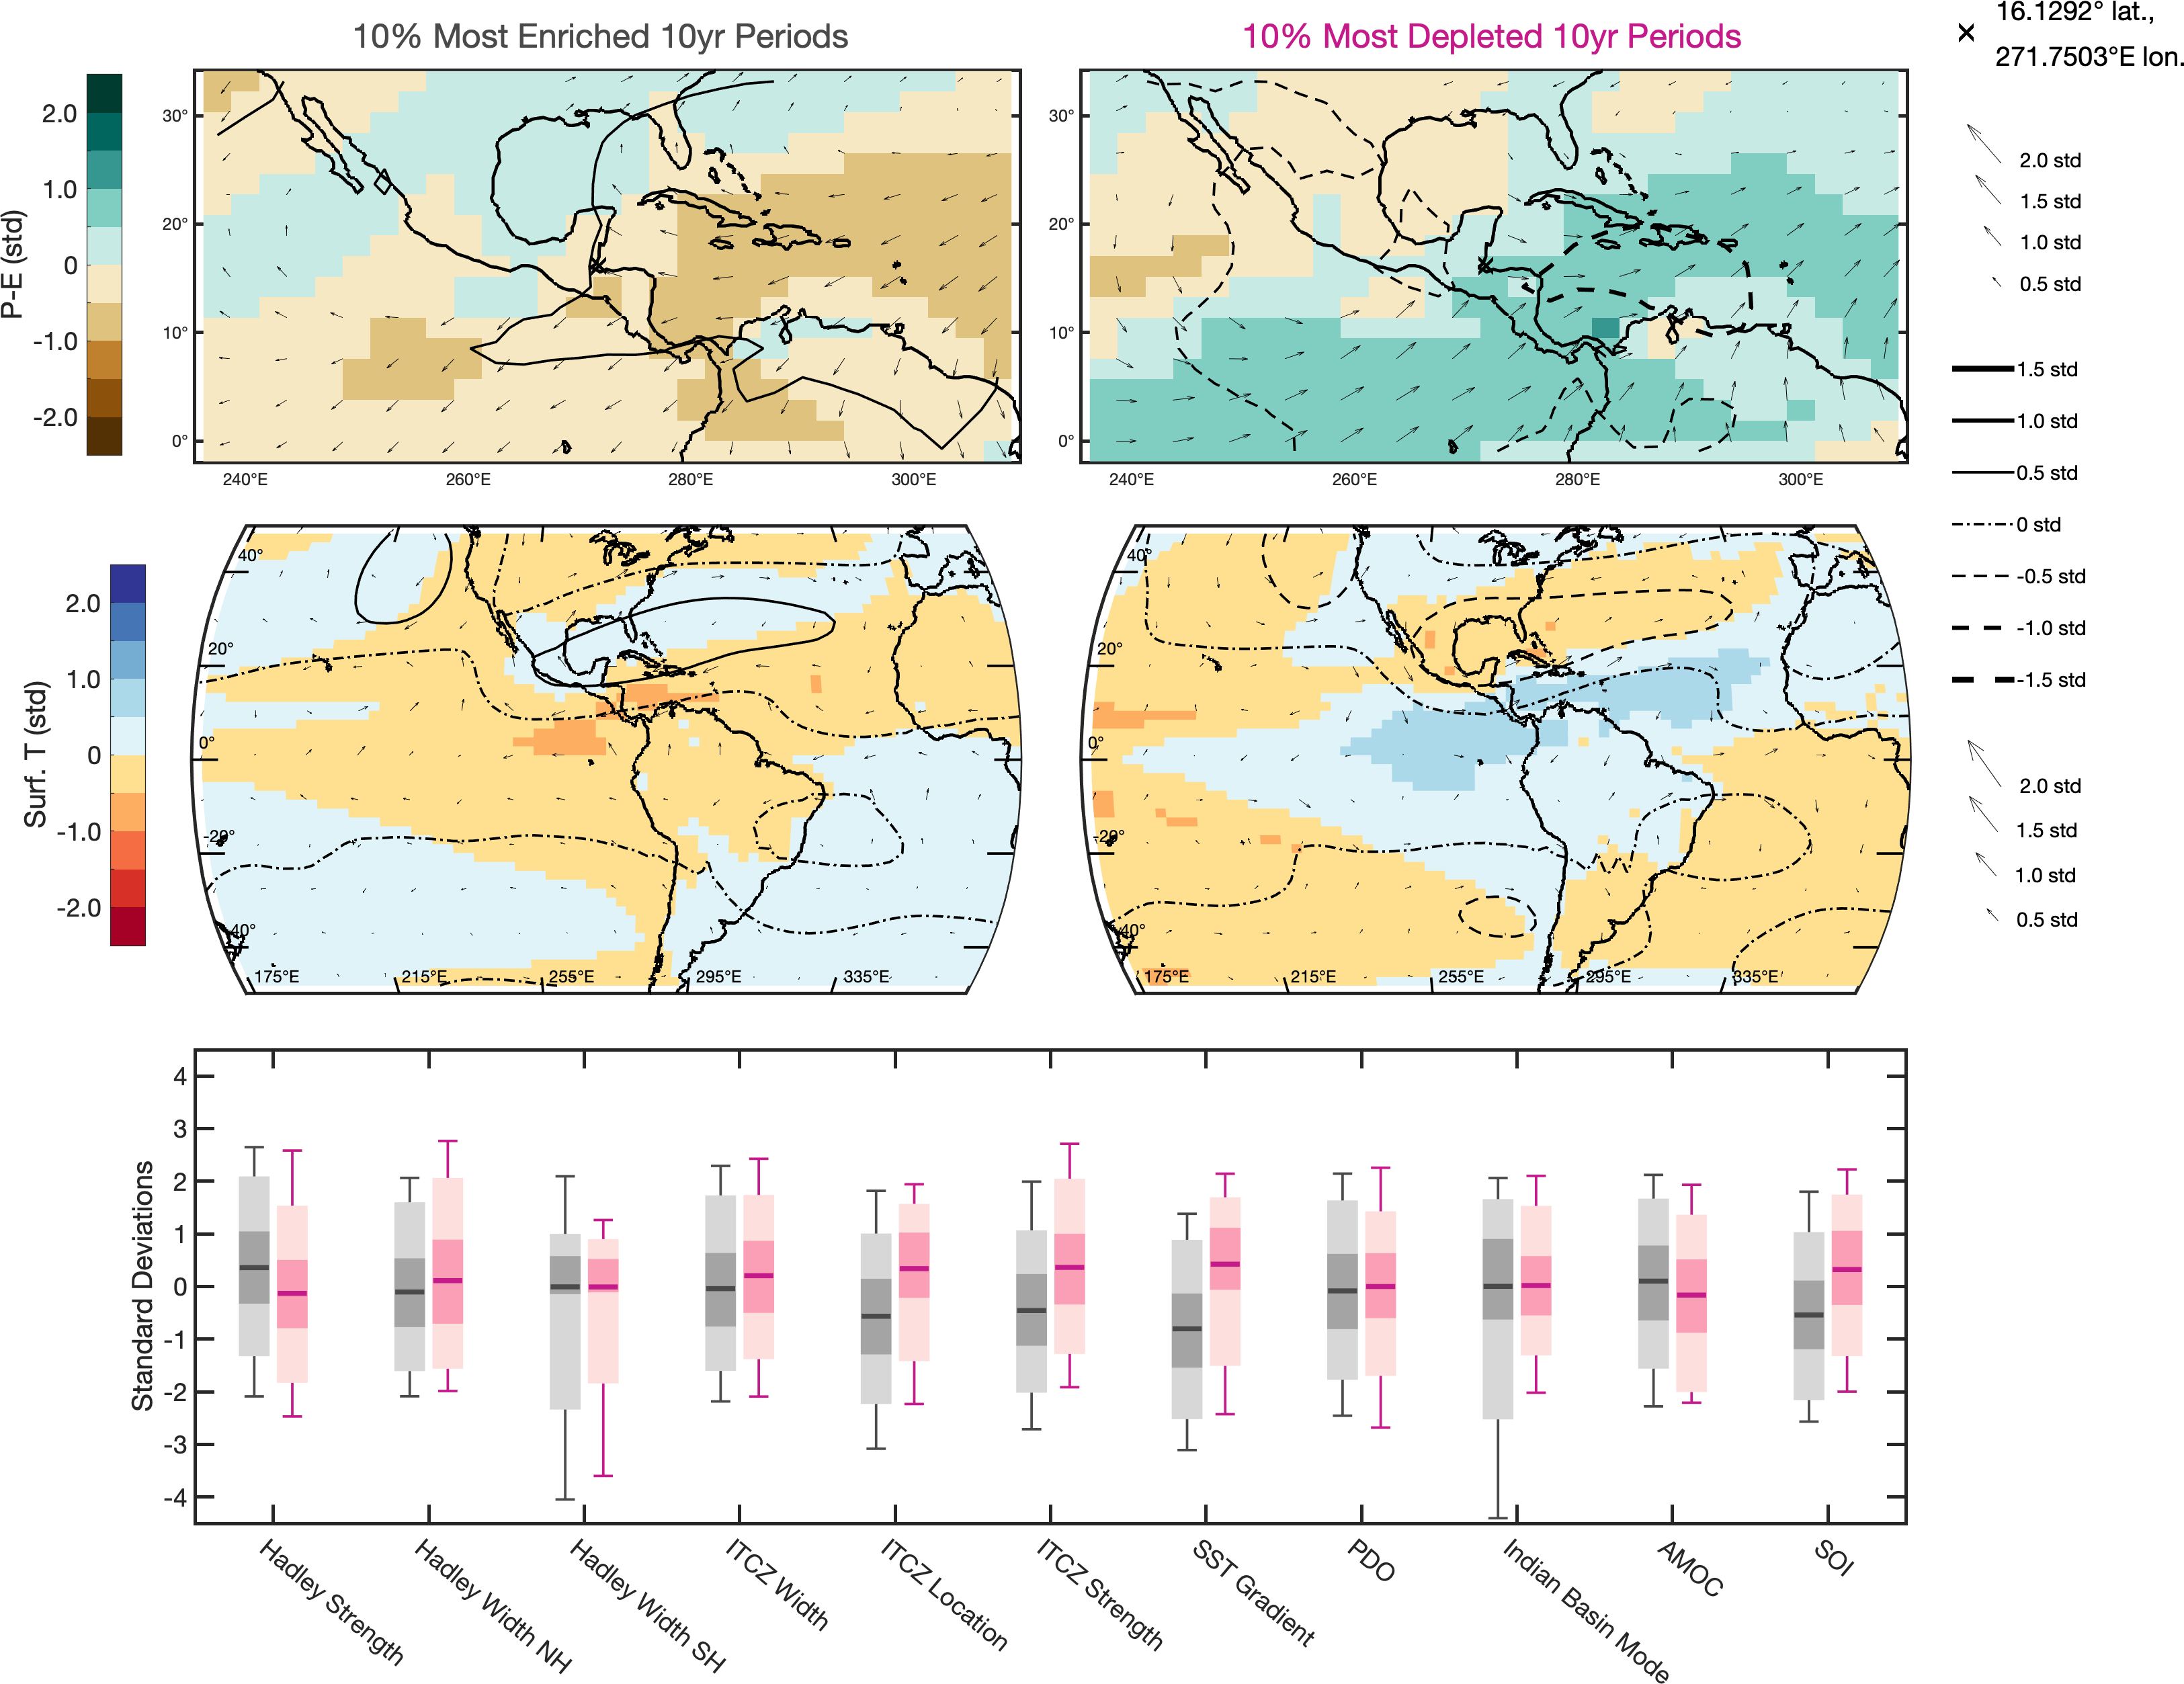 10% Most Enriched 10yr Periods
10% Most Depleted 10yr Periods
16.1292° lat.,
271.7503°E lon.
P-E (std)
2.0
1.0
0
-1.0
-2.0
30°
20°
10°
0°
240°E
260°E
280°E
300°E
30°
20°
10°
0°
240°E
260°E
280°E
300°E
2.0 std
1.5 std
1.0 std
0.5 std
1.5 std
1.0 std
0.5 std
0 std
-0.5 std
-1.0 std
-1.5 std
2.0 std
1.5 std
1.0 std
0.5 std
Surf. T (std)
2.0
1.0
0
-1.0
-2.0
40°
20°
0°
-20°
-40°
175°E
215°E
255°E
295°E
335°E
40°
20°
0°
-20°
-40°
175°E
215°E
255°E
295°E
335°E
Standard Deviations
4
3
2
1
0
-1
-2
-3
-4
Hadley Strength
Hadley Width NH
Hadley Width SH
ITCZ Width
ITCZ Location
ITCZ Strength
SST Gradient
PDO
Indian Basin Mode
AMOC
SOI